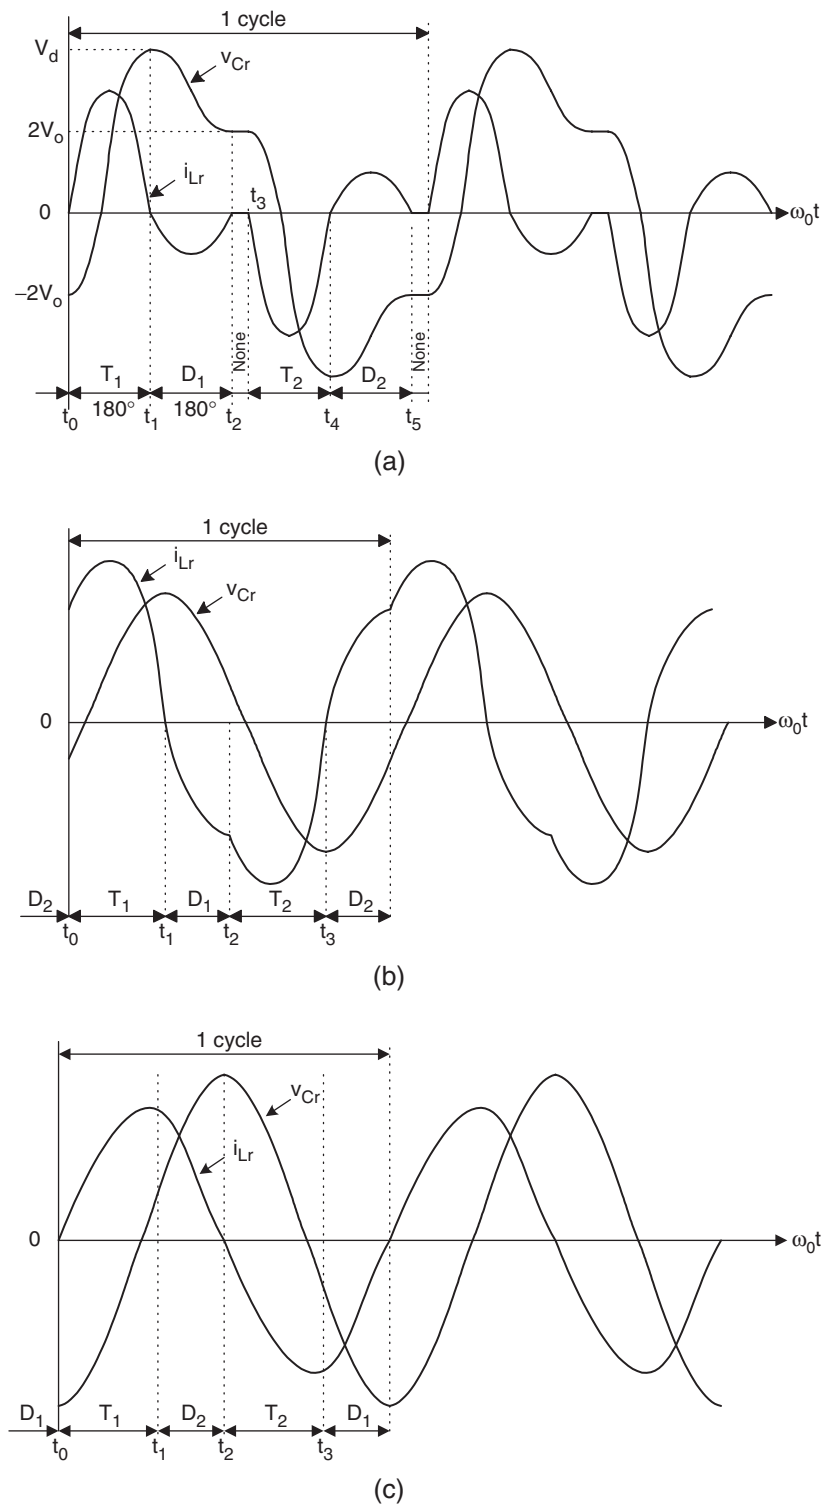 1 cycle
V_d
v_Cr
2V_o
i_Lr
t_3
0
ω_0t
−2V_o
None
None
T_1
D_1
T_2
D_2
180°
180°
t_0
t_1
t_2
t_4
t_5
(a)
1 cycle
i_Lr
v_Cr
0
ω_0t
D_2
T_1
D_1
T_2
D_2
t_0
t_1
t_2
t_3
(b)
1 cycle
v_Cr
i_Lr
0
ω_0t
D_1
T_1
D_2
T_2
D_1
t_0
t_1
t_2
t_3
(c)